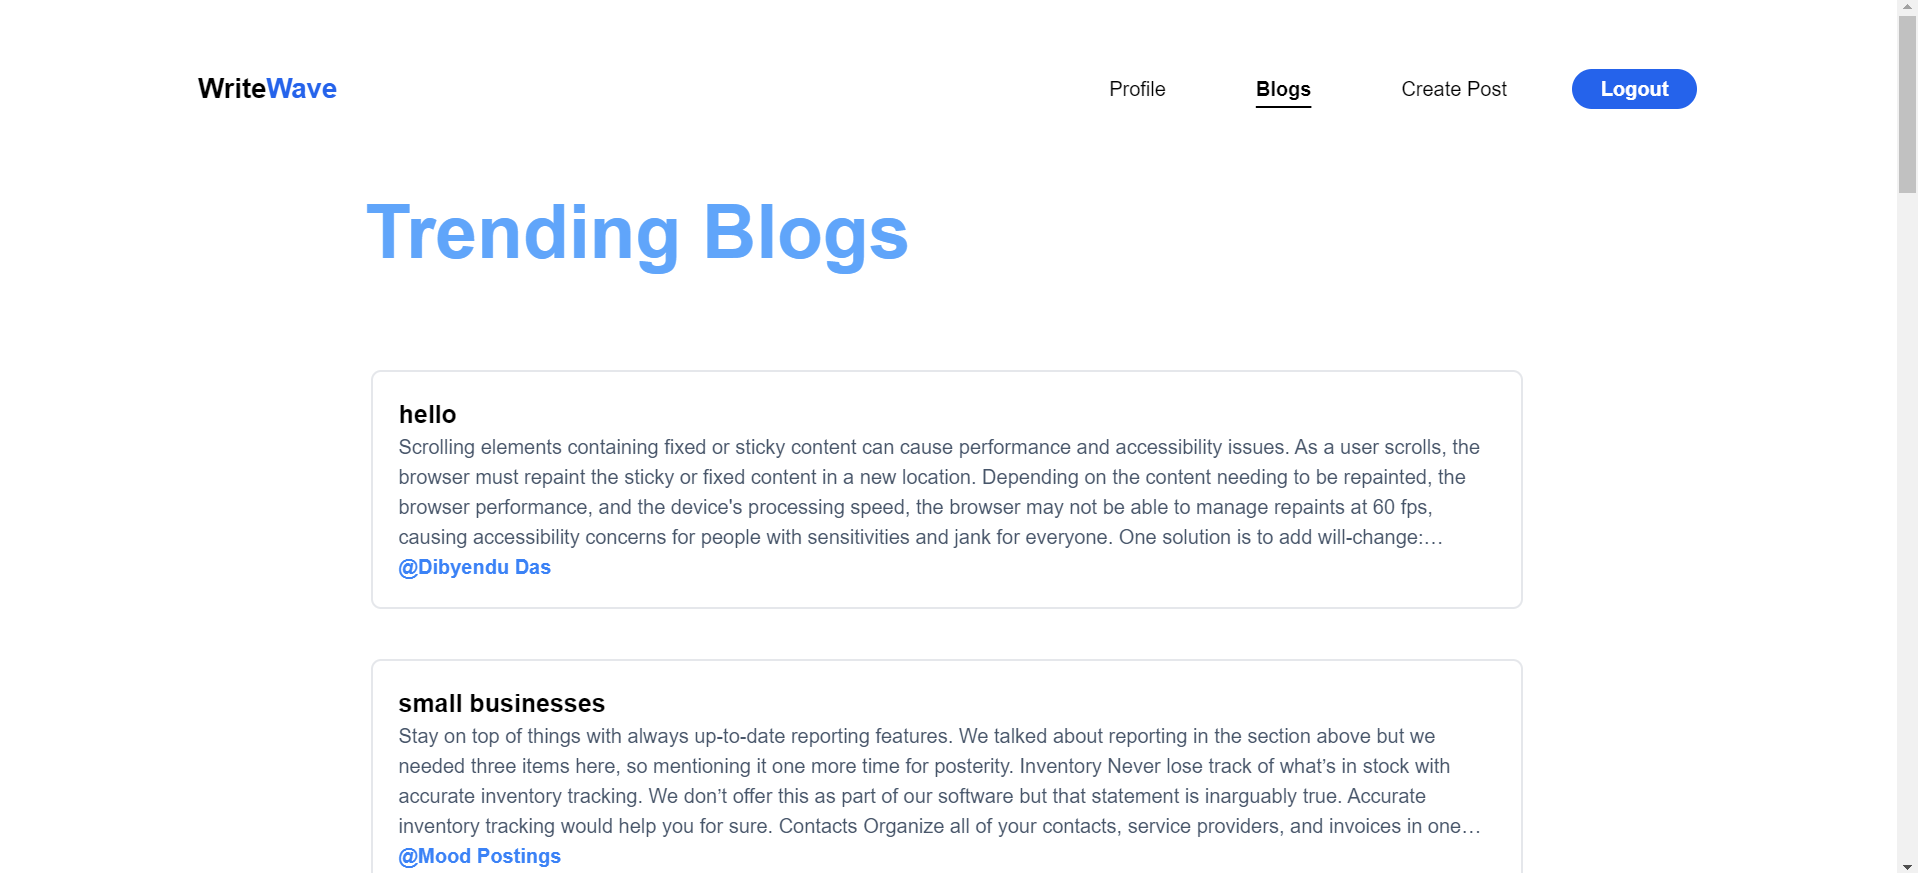 WriteWave
Profile
Blogs
Create Post
Logout
Trending Blogs
hello
Scrolling elements containing fixed or sticky content can cause performance and accessibility issues. As a user scrolls, the
browser must repaint the sticky or fixed content in a new location. Depending on the content needing to be repainted, the
browser performance, and the device's processing speed, the browser may not be able to manage repaints at 60 fps,
causing accessibility concerns for people with sensitivities and jank for everyone. One solution is to add will-change:…
@Dibyendu Das
small businesses
Stay on top of things with always up-to-date reporting features. We talked about reporting in the section above but we
needed three items here, so mentioning it one more time for posterity. Inventory Never lose track of what’s in stock with
accurate inventory tracking. We don’t offer this as part of our software but that statement is inarguably true. Accurate
inventory tracking would help you for sure. Contacts Organize all of your contacts, service providers, and invoices in one…
@Mood Postings